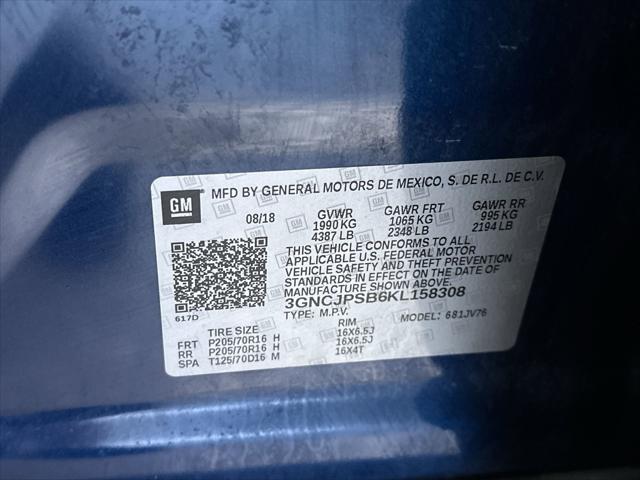 GM MFD BY GENERAL MOTORS DE MEXICO, S. DE R.L. DE C.V.
08/18 GVWR GAWR FRT GAWR RR
1990 KG 1065 KG 995 KG
4387 LB 2348 LB 2194 LB
THIS VEHICLE CONFORMS TO ALL
APPLICABLE U.S. FEDERAL MOTOR
VEHICLE SAFETY AND THEFT PREVENTION
STANDARDS IN EFFECT ON THE DATE OF
MANUFACTURE SHOWN ABOVE.
617D 3GNCJPSB6KL158308
TYPE: M.P.V. MODEL: 681JV76
TIRE SIZE RIM
FRT P205/70R16 H 16X6.5J
RR P205/70R16 H 16X6.5J
SPA T125/70D16 M 16X4T